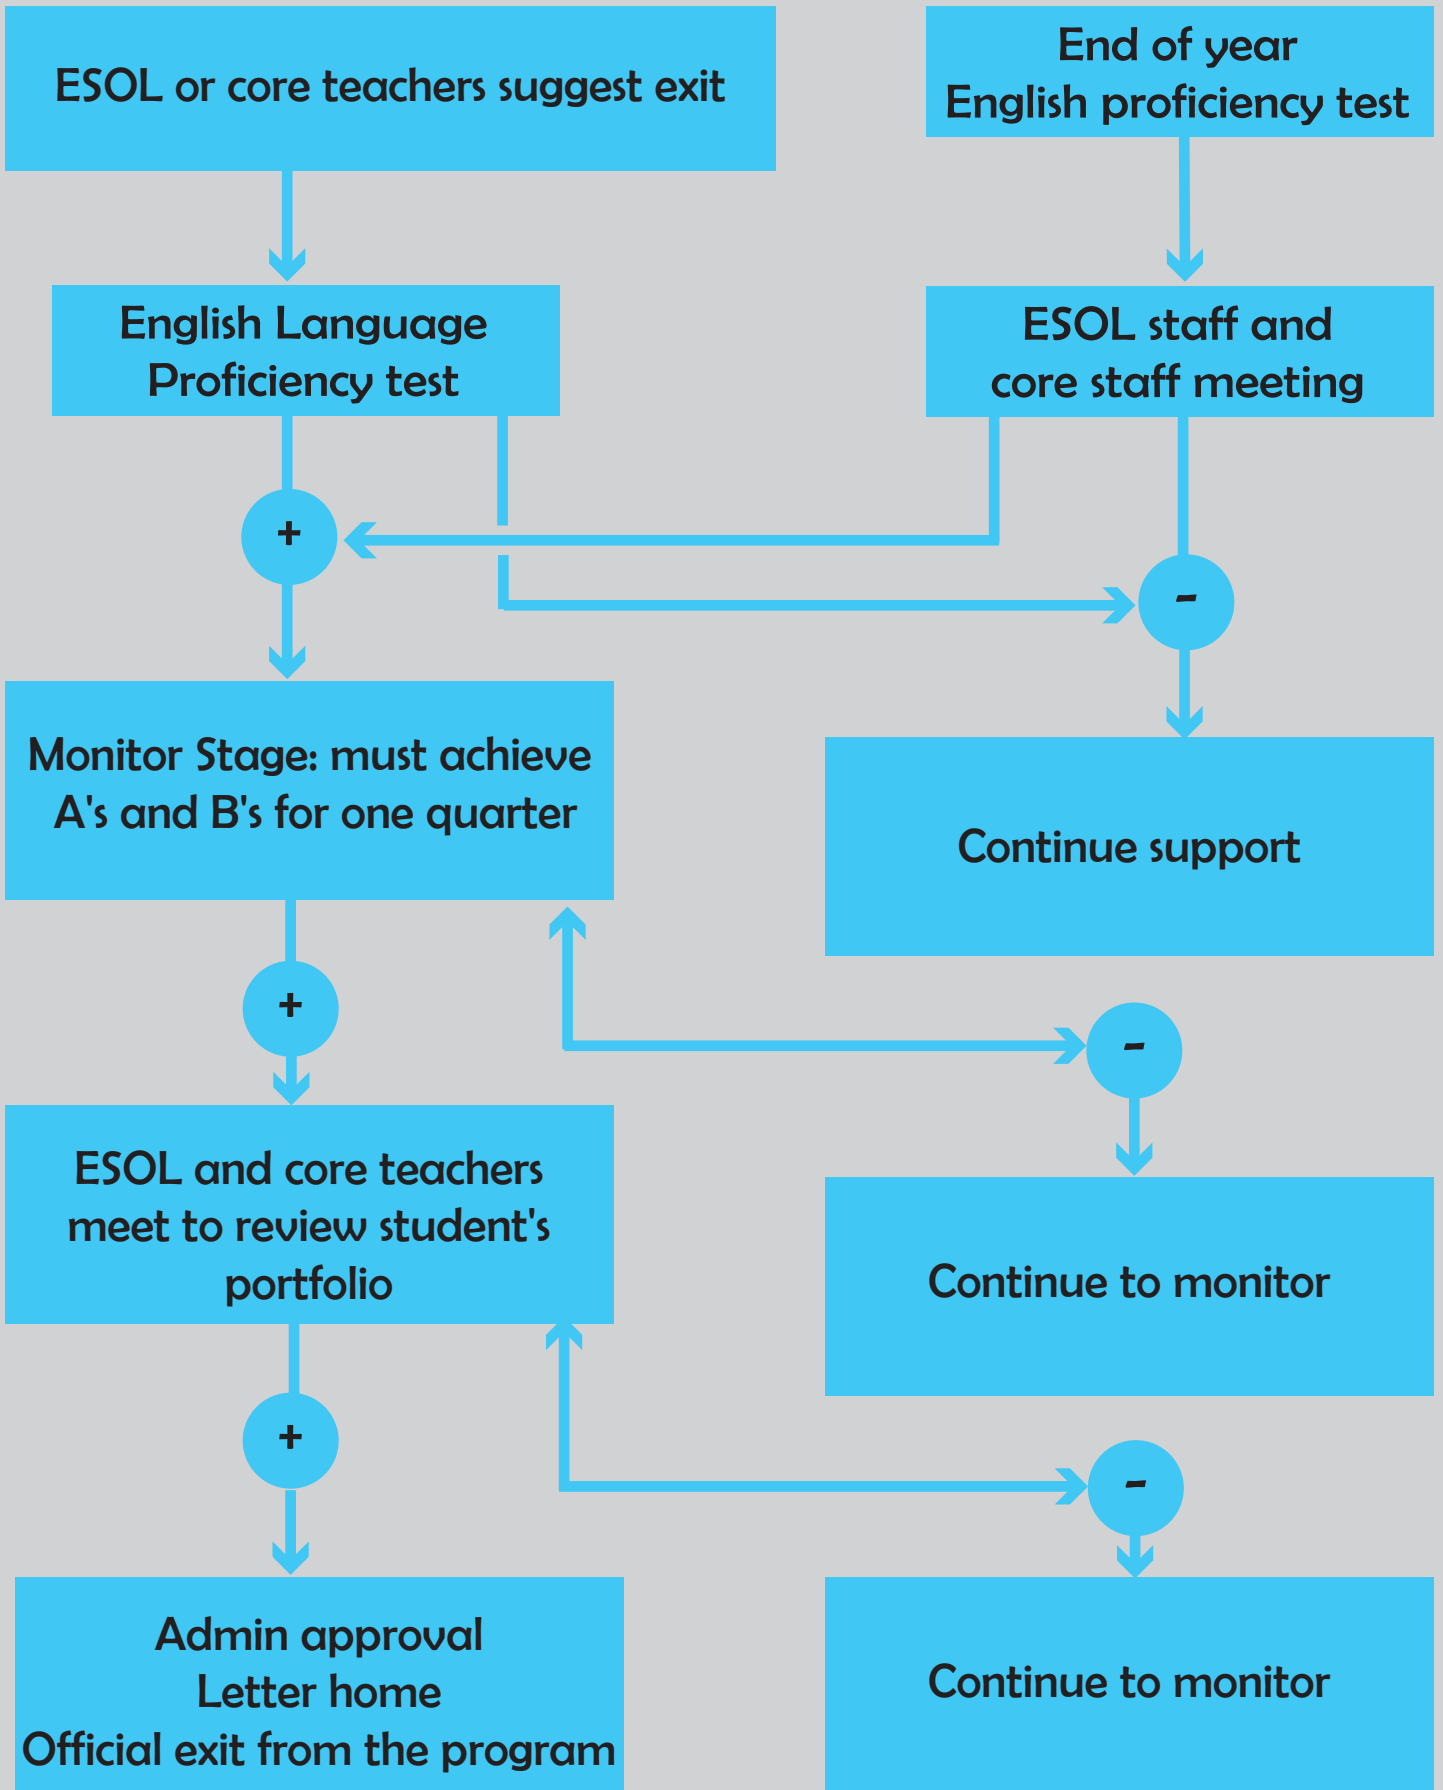 ESOL or core teachers suggest exit
End of year
English proficiency test
English Language
Proficiency test
ESOL staff and
core staff meeting
+
-
Monitor Stage: must achieve
A's and B's for one quarter
Continue support
+
-
ESOL and core teachers
meet to review student's
portfolio
Continue to monitor
+
-
Admin approval
Letter home
Official exit from the program
Continue to monitor